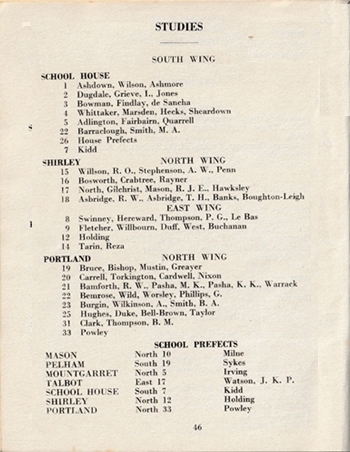 STUDIES
SOUTH WING
SCHOOL HOUSE
1 Ashdown, Wilson, Ashmore
2 Dugdale, Grieve, I., Jones
3 Bowman, Findlay, de Sancha
4 Whittaker, Marsden, Hecks, Sheardown
5 Adlington, Fairbairn, Quarrell
22 Barraclough, Smith, M. A.
26 House Prefects
7 Kidd
SHIRLEY NORTH WING
15 Willson, R. O., Stephenson, A. W., Penn
16 Bosworth, Crabtree, Rayner
17 North, Gilchrist, Mason, R. J. E., Hawksley
18 Asbridge, R. W., Asbridge, T. H., Banks, Boughton-Leigh
EAST WING
8 Swinney, Hereward, Thompson, P. G., Le Bas
9 Fletcher, Willbourn, Duff, West, Buchanan
12 Holding
14 Tarin, Reza
PORTLAND NORTH WING
19 Bruce, Bishop, Mustin, Greayer
20 Carrell, Torkington, Cardwell, Nixon
21 Bamforth, R. W., Pasha, M. K., Pasha, K. K., Warrack
22 Bemrose, Wild, Worsley, Phillips, G.
23 Burgin, Wilkinson, A., Smith, B. A.
25 Hughes, Duke, Bell-Brown, Taylor
31 Clark, Thompson, B. M.
33 Powley
SCHOOL PREFECTS
MASON North 10 Milne
PELHAM South 19 Sykes
MOUNTGARRET North 5 Irving
TALBOT East 17 Watson, J. K. P.
SCHOOL HOUSE South 7 Kidd
SHIRLEY North 12 Holding
PORTLAND North 33 Powley
46